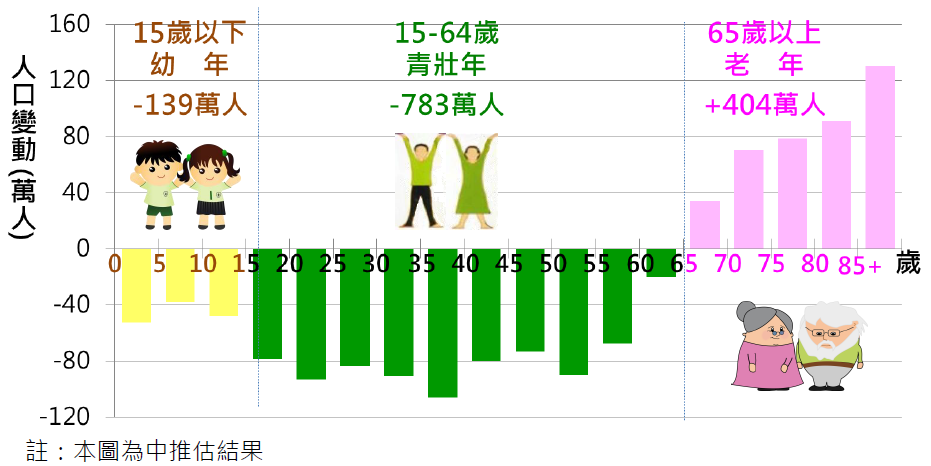 人口變動(萬人)
160
120
80
40
0
-40
-80
-120
15歲以下
幼 年
-139萬人
15-64歲
青壯年
-783萬人
65歲以上
老 年
+404萬人
0 5 10 15 20 25 30 35 40 45 50 55 60 65 70 75 80 85+ 歲
註：本圖為中推估結果